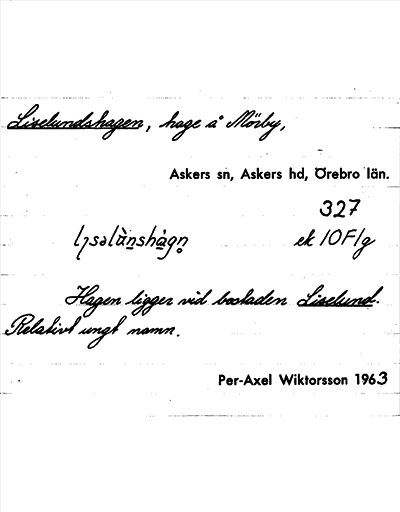 Liselundshagen, hage å Mörby,
Askers sn, Askers hd, Örebro län.
327
ek 10F/g
Hagen ligger vid bostaden Liselund.
Relativt ungt namn.
Per-Axel Wiktorsson 1963